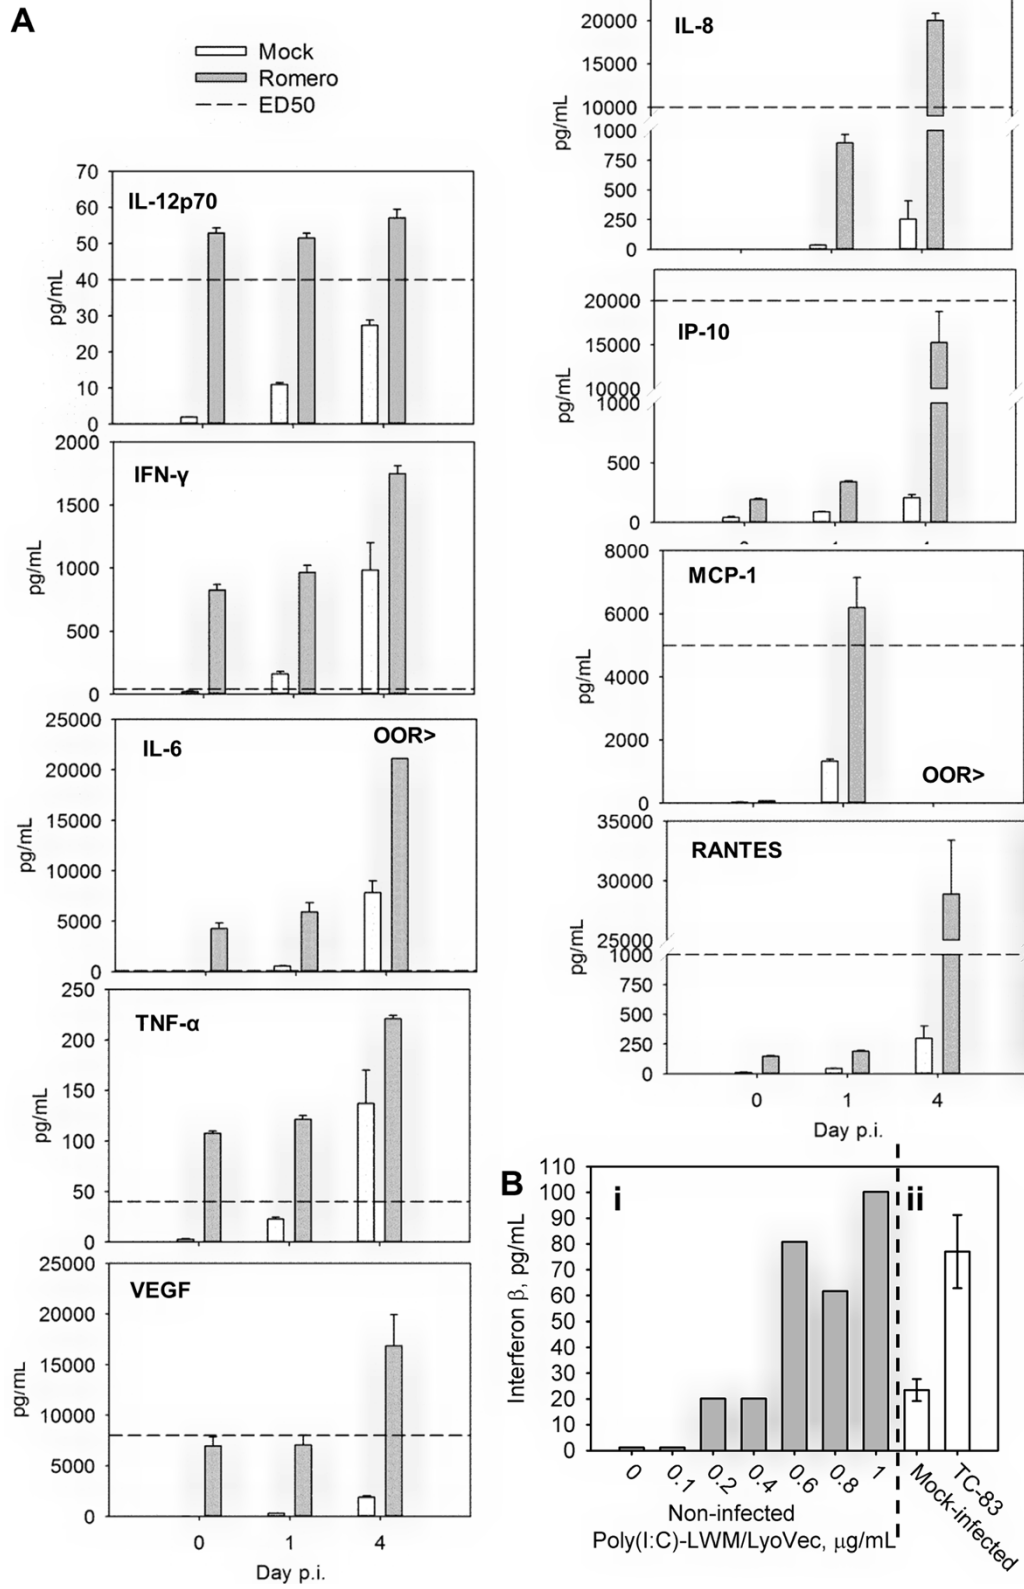 A
Mock
Romero
ED50
IL-12p70
70
60
50
40
30
20
10
0
pg/mL
IFN-γ
2000
1500
1000
500
0
pg/mL
IL-6
OOR>
25000
20000
15000
10000
5000
0
pg/mL
TNF-α
250
200
150
100
50
0
pg/mL
VEGF
25000
20000
15000
10000
5000
0
pg/mL
0 1 4
Day p.i.
IL-8
20000
15000
10000
1000
750
500
250
0
pg/mL
IP-10
20000
15000
10000
1000
500
0
pg/mL
MCP-1
8000
6000
4000
2000
0
pg/mL
OOR>
RANTES
35000
30000
25000
1000
750
500
250
0
pg/mL
0 1 4
Day p.i.
B
i
ii
110
100
90
80
70
60
50
40
30
20
10
0
Interferon β, pg/mL
0 0.1 0.2 0.4 0.6 0.8 1 Mock-infected TC-83
Non-infected
Poly(I:C)-LWM/LyoVec, μg/mL